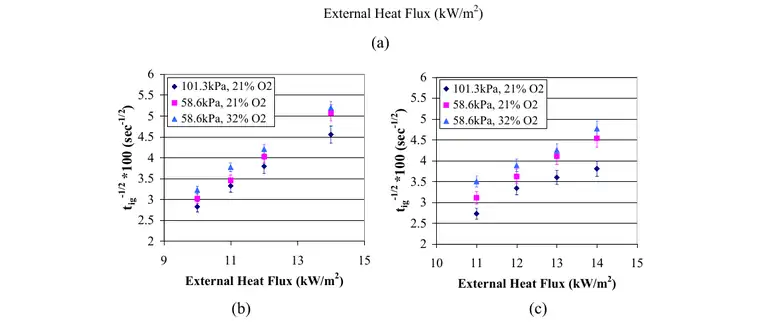 External Heat Flux (kW/m²)
(a)
6
5.5
5
4.5
4
3.5
3
2.5
2
t_ig^-1/2 *100 (sec^-1/2)
101.3kPa, 21% O2
58.6kPa, 21% O2
58.6kPa, 32% O2
9 11 13 15
External Heat Flux (kW/m²)
(b)
6
5.5
5
4.5
4
3.5
3
2.5
2
t_ig^-1/2 *100 (sec^-1/2)
101.3kPa, 21% O2
58.6kPa, 21% O2
58.6kPa, 32% O2
10 11 12 13 14 15
External Heat Flux (kW/m²)
(c)